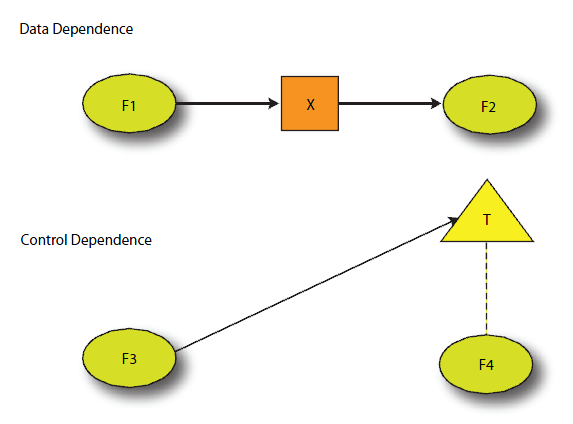 Data Dependence
F1
X
F2
T
Control Dependence
F3
F4